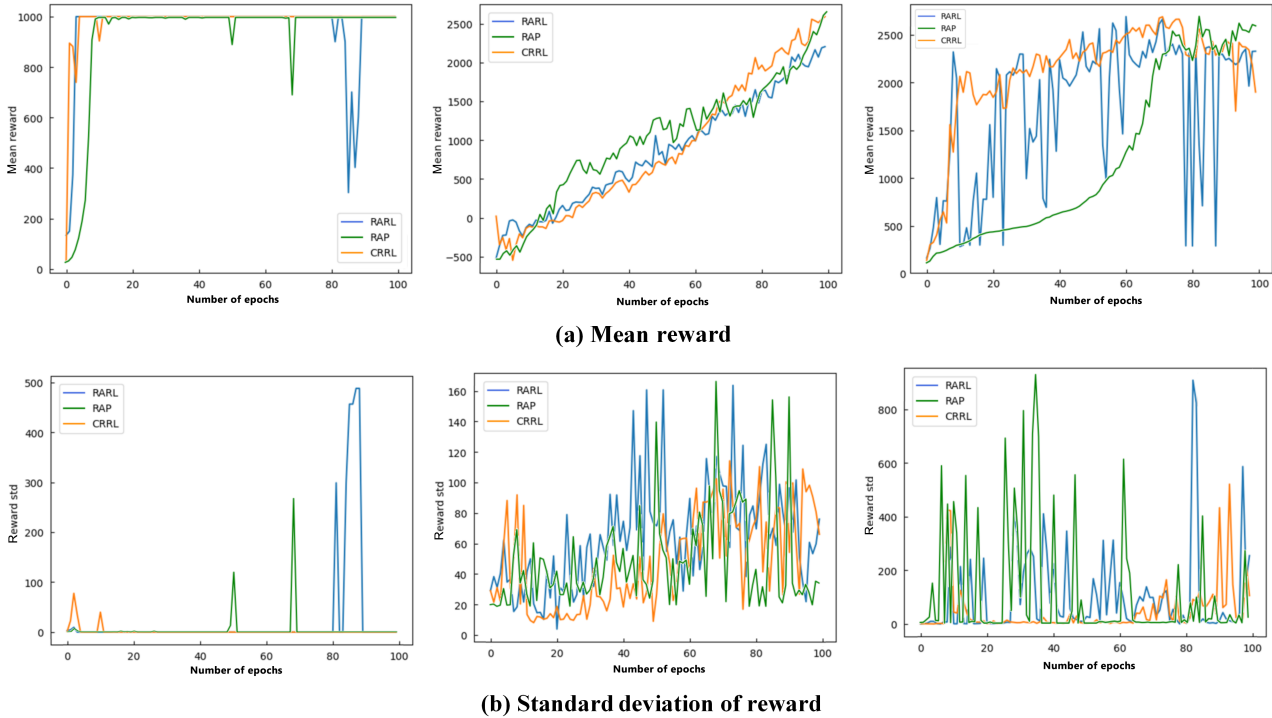 1000
800
600
400
200
0
Mean reward
RARL
RAP
CRRL
0 20 40 60 80 100
Number of epochs
2500
2000
1500
1000
500
0
−500
Mean reward
RARL
RAP
CRRL
0 20 40 60 80 100
Number of epochs
2500
2000
1500
1000
500
0
Mean reward
RARL
RAP
CRRL
0 20 40 60 80 100
Number of epochs
(a) Mean reward
500
400
300
200
100
0
Reward std
RARL
RAP
CRRL
0 20 40 60 80 100
Number of epochs
160
140
120
100
80
60
40
20
0
Reward std
RARL
RAP
CRRL
0 20 40 60 80 100
Number of epochs
800
600
400
200
0
Reward std
RARL
RAP
CRRL
0 20 40 60 80 100
Number of epochs
(b) Standard deviation of reward